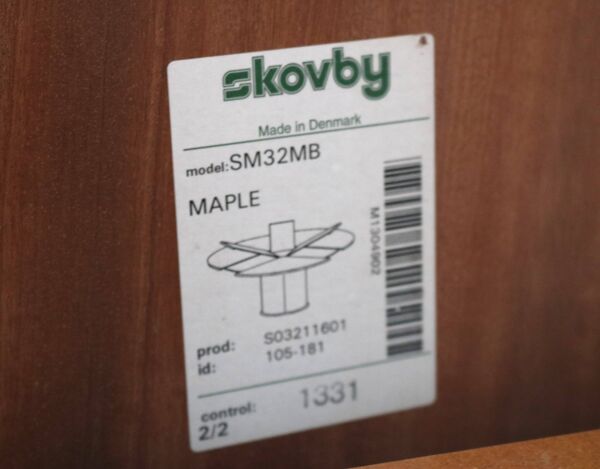 skovby
Made in Denmark
model: SM32MB
MAPLE
M1304902
prod: S03211601
id: 105-181
control: 1331
2/2